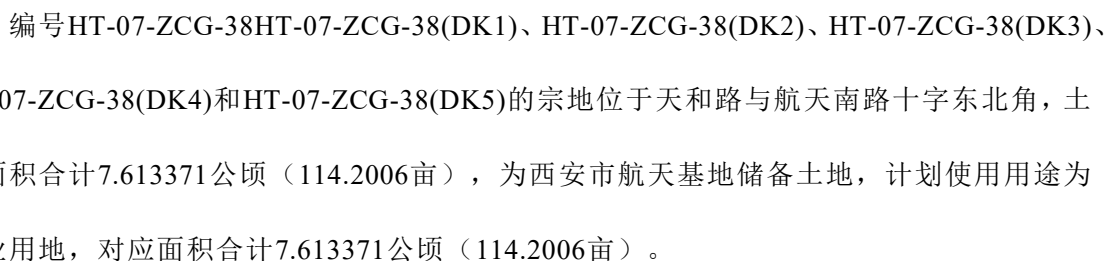 编号HT-07-ZCG-38HT-07-ZCG-38(DK1)、HT-07-ZCG-38(DK2)、HT-07-ZCG-38(DK3)、
07-ZCG-38(DK4)和HT-07-ZCG-38(DK5)的宗地位于天和路与航天南路十字东北角，土
面积合计7.613371公顷（114.2006亩），为西安市航天基地储备土地，计划使用用途为
用地，对应面积合计7.613371公顷（114.2006亩）。